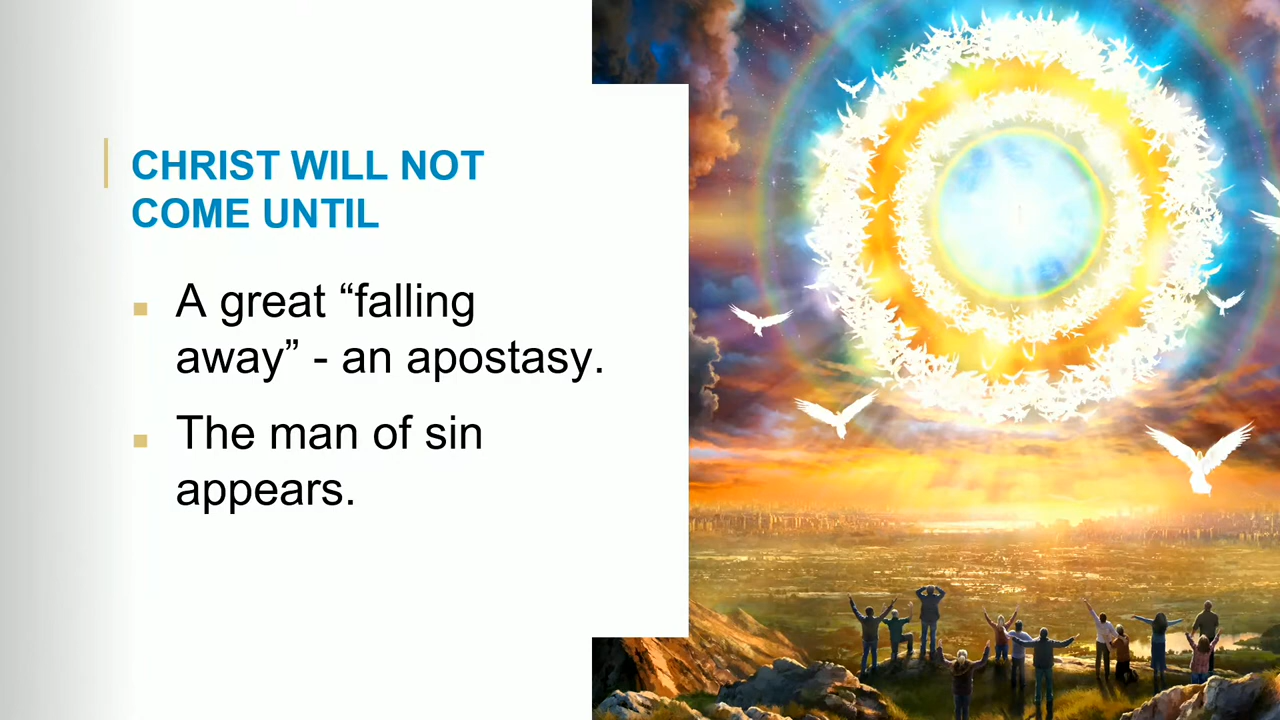 CHRIST WILL NOT
COME UNTIL
A great “falling
away” - an apostasy.
The man of sin
appears.